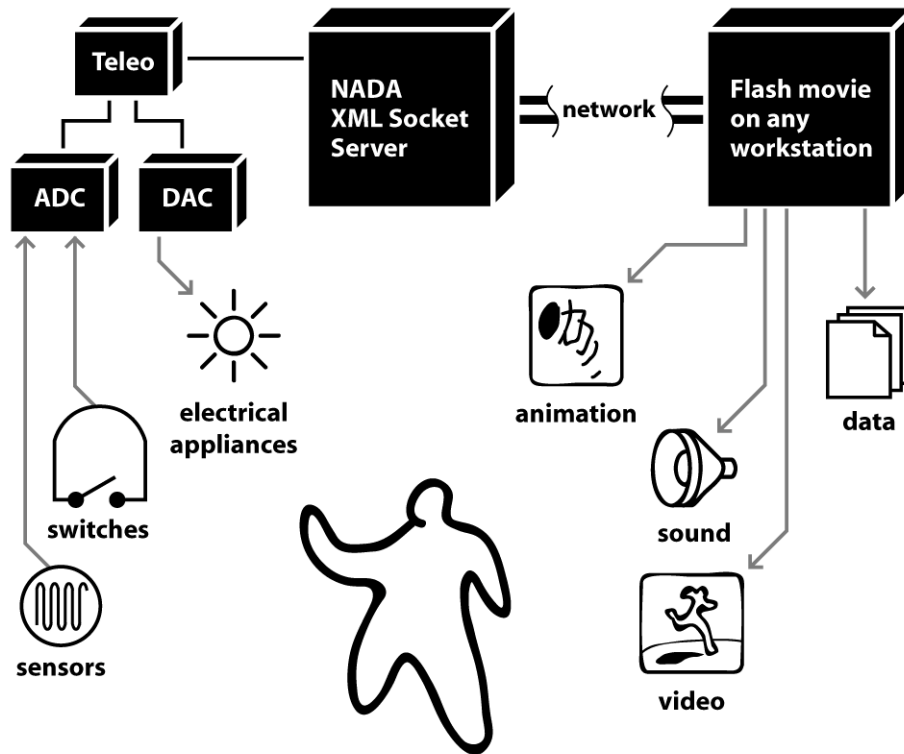 Teleo
NADA
XML Socket
Server
network
Flash movie
on any
workstation
ADC
DAC
electrical
appliances
animation
data
switches
sound
sensors
video